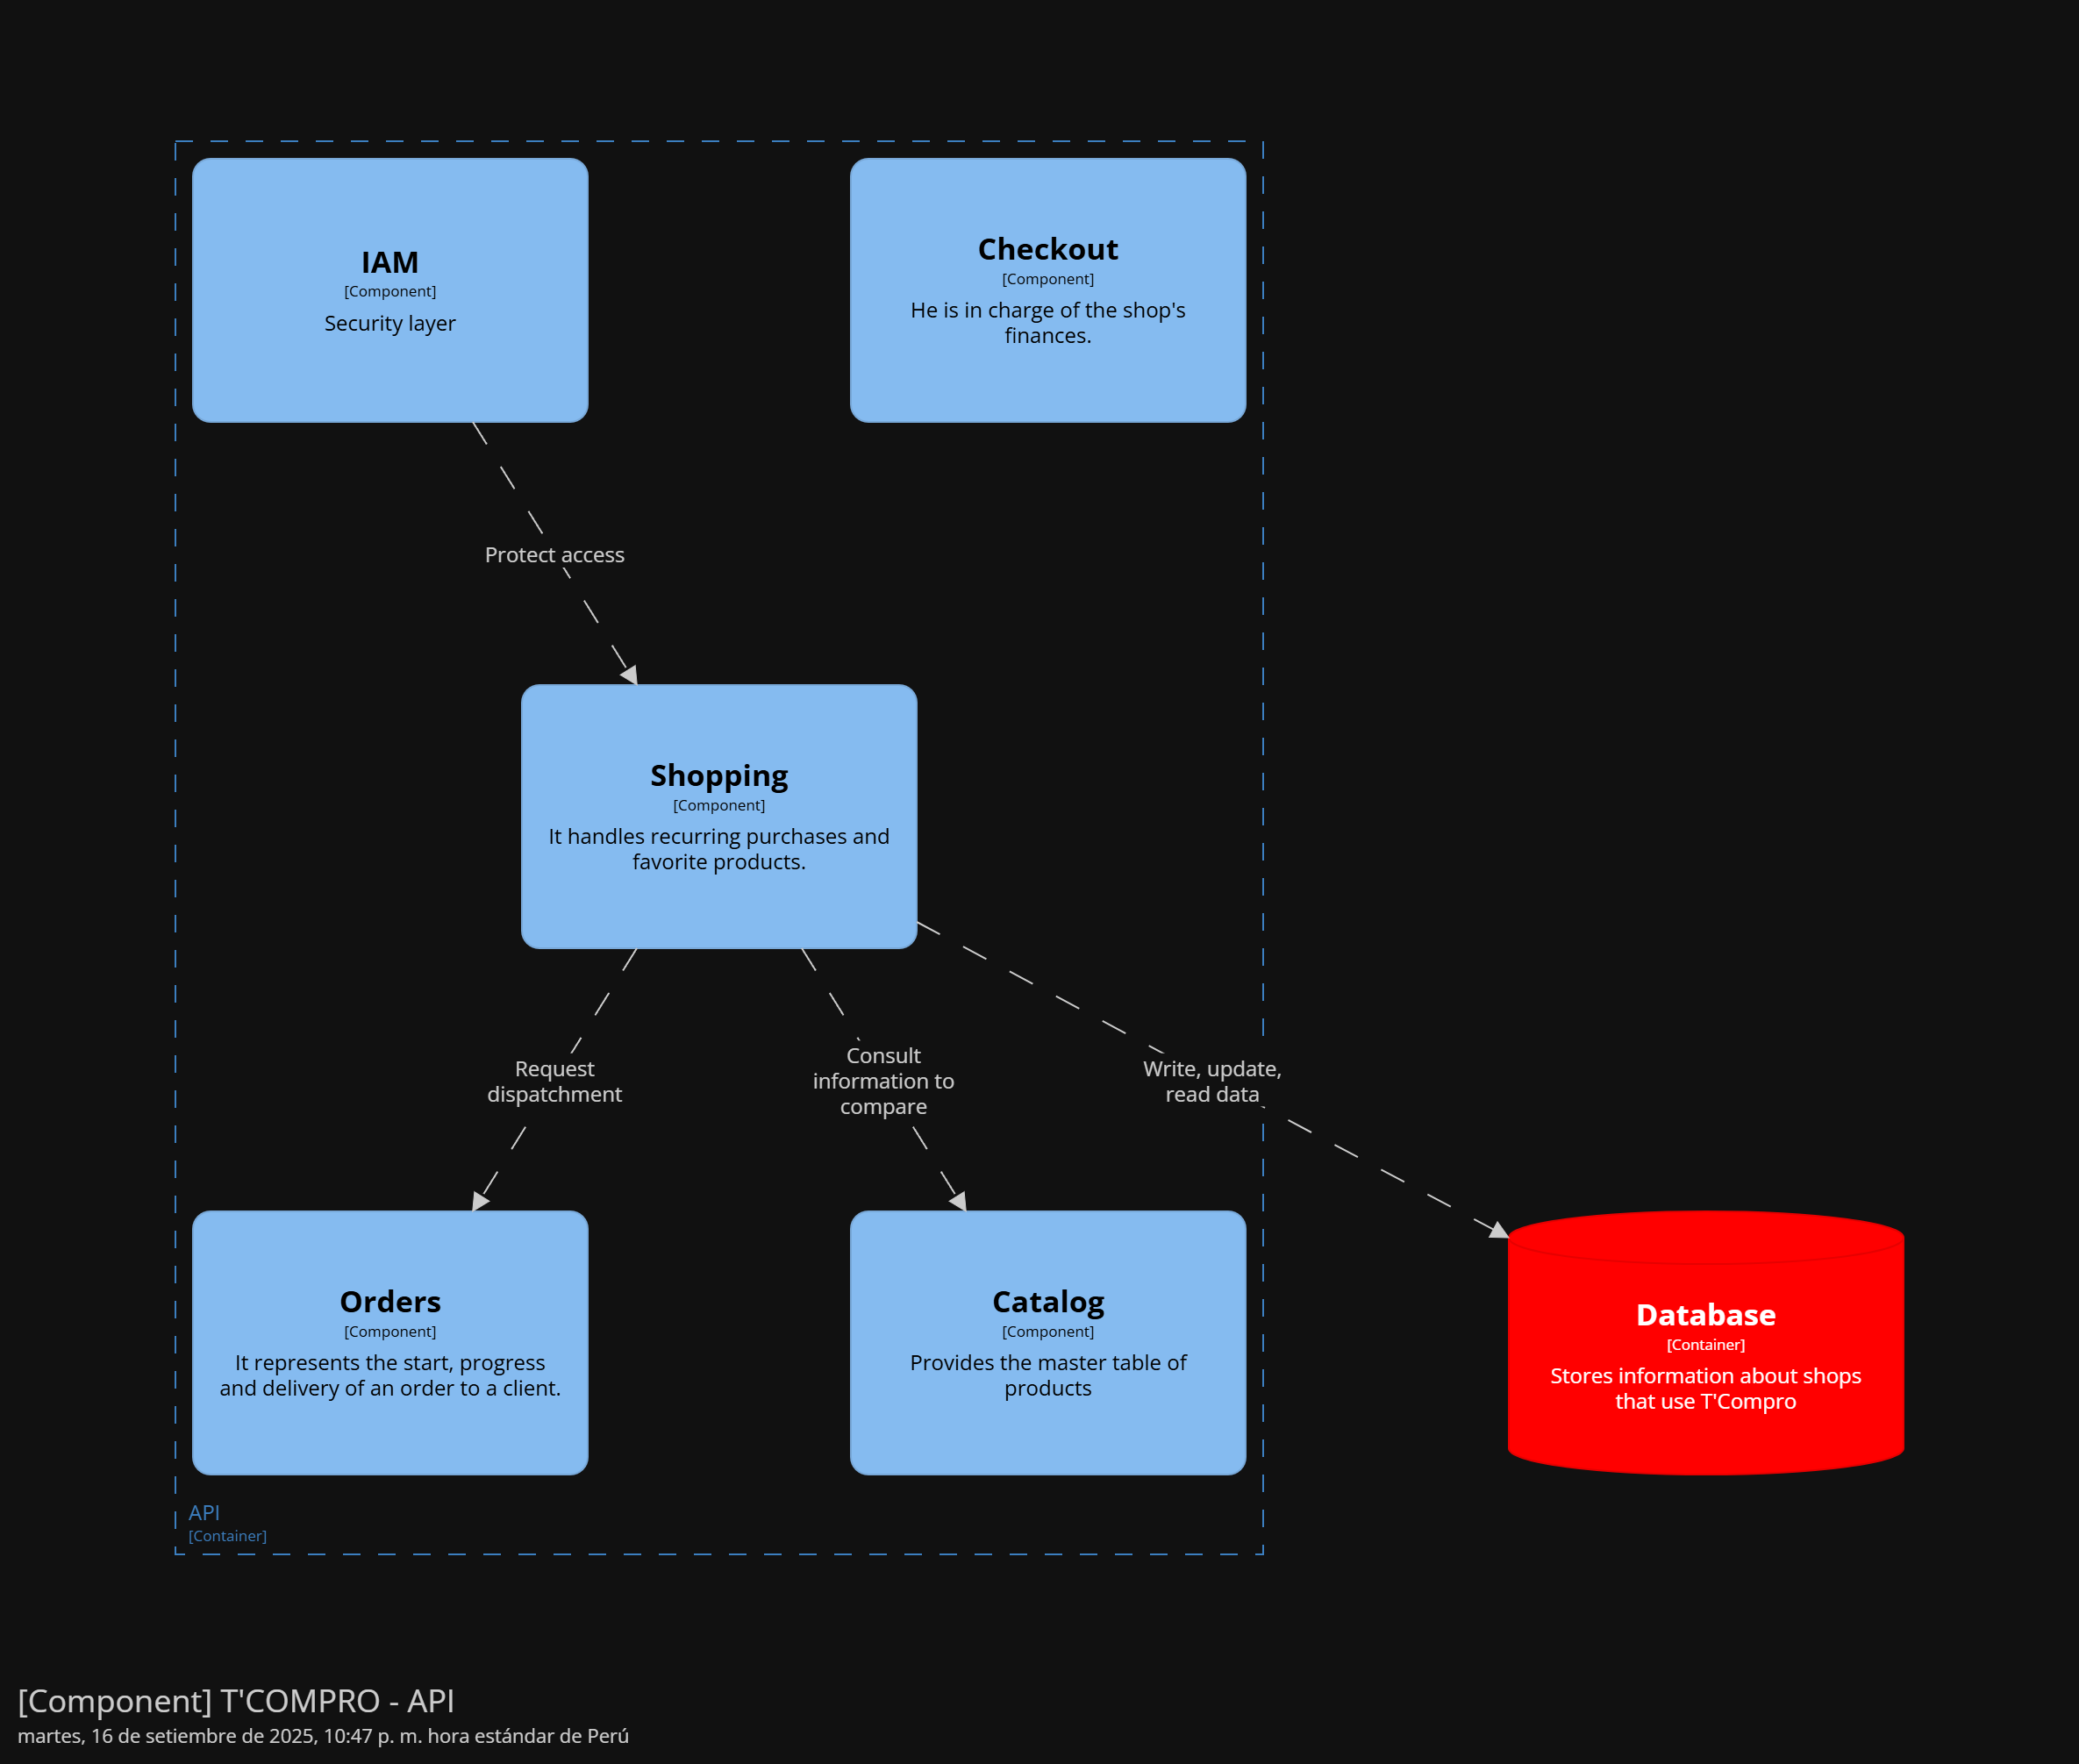 IAM
[Component]
Security layer
Checkout
[Component]
He is in charge of the shop's
finances.
Protect access
Shopping
[Component]
It handles recurring purchases and
favorite products.
Request
dispatchment
Consult
information to
compare
Write, update,
read data
Orders
[Component]
It represents the start, progress
and delivery of an order to a client.
Catalog
[Component]
Provides the master table of
products
Database
[Container]
Stores information about shops
that use T'Compro
API
[Container]
[Component] T'COMPRO - API
martes, 16 de setiembre de 2025, 10:47 p. m. hora estándar de Perú